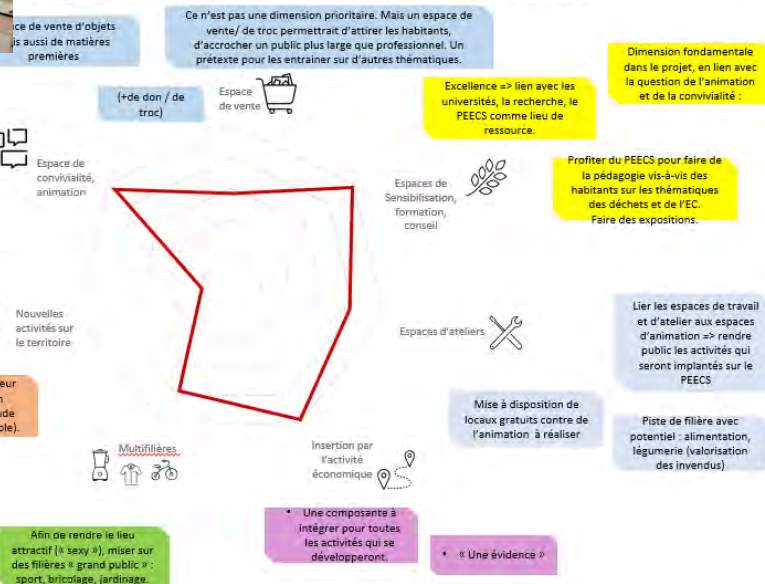 ce de vente d'objets
is aussi de matières
premières
Ce n'est pas une dimension prioritaire. Mais un espace de
vente/ de troc permettrait d'attirer les habitants,
d'accrocher un public plus large que professionnel. Un
prétexte pour les entrainer sur d'autres thématiques.
(+de don / de
troc)
Espace
de vente
Excellence => lien avec les
universités, la recherche, le
PEECS comme lieu de
ressource.
Dimension fondamentale
dans le projet, en lien avec
la question de l'animation
et de la convivialité :
Espace de
convivialité,
animation
Espaces de
Sensibilisation,
formation,
conseil
Profiter du PEECS pour faire de
la pédagogie vis-à-vis des
habitants sur les thématiques
des déchets et de l'EC.
Faire des expositions.
Nouvelles
activités sur
le territoire
Espaces d'ateliers
Lier les espaces de travail
et d'atelier aux espaces
d'animation => rendre
public les activités qui
seront implantés sur le
PEECS
eur
n
ude
ple).
Mise à disposition de
locaux gratuits contre de
l'animation à réaliser
Piste de filière avec
potentiel : alimentation,
légumerie (valorisation
des invendus)
Multifilières
Insertion par
l'activité
économique
Afin de rendre le lieu
attractif (« sexy »), miser sur
des filières « grand public » :
sport, bricolage, jardinage.
• Une composante à
intégrer pour toutes
les activités qui se
développeront.
• « Une évidence »